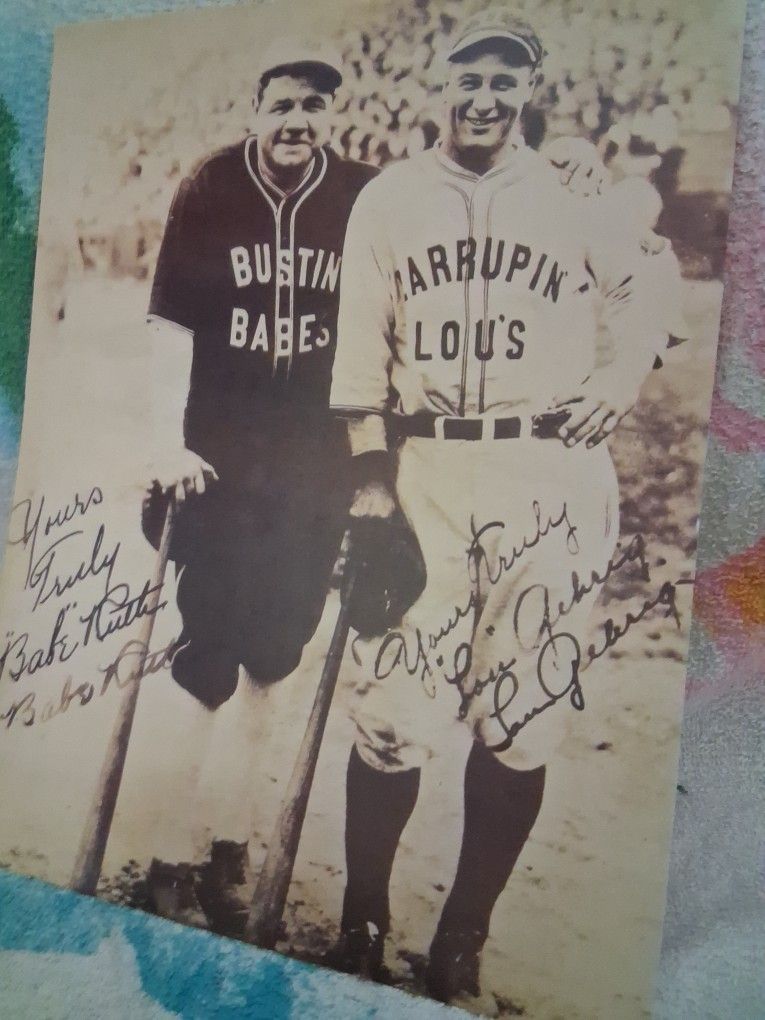 BUSTIN
BABES
LARRUPIN'
LOU'S
Yours
Truly
"Babe" Ruth
Babe Ruth
Yours truly
"Lou" Gehrig.
Lou Gehrig